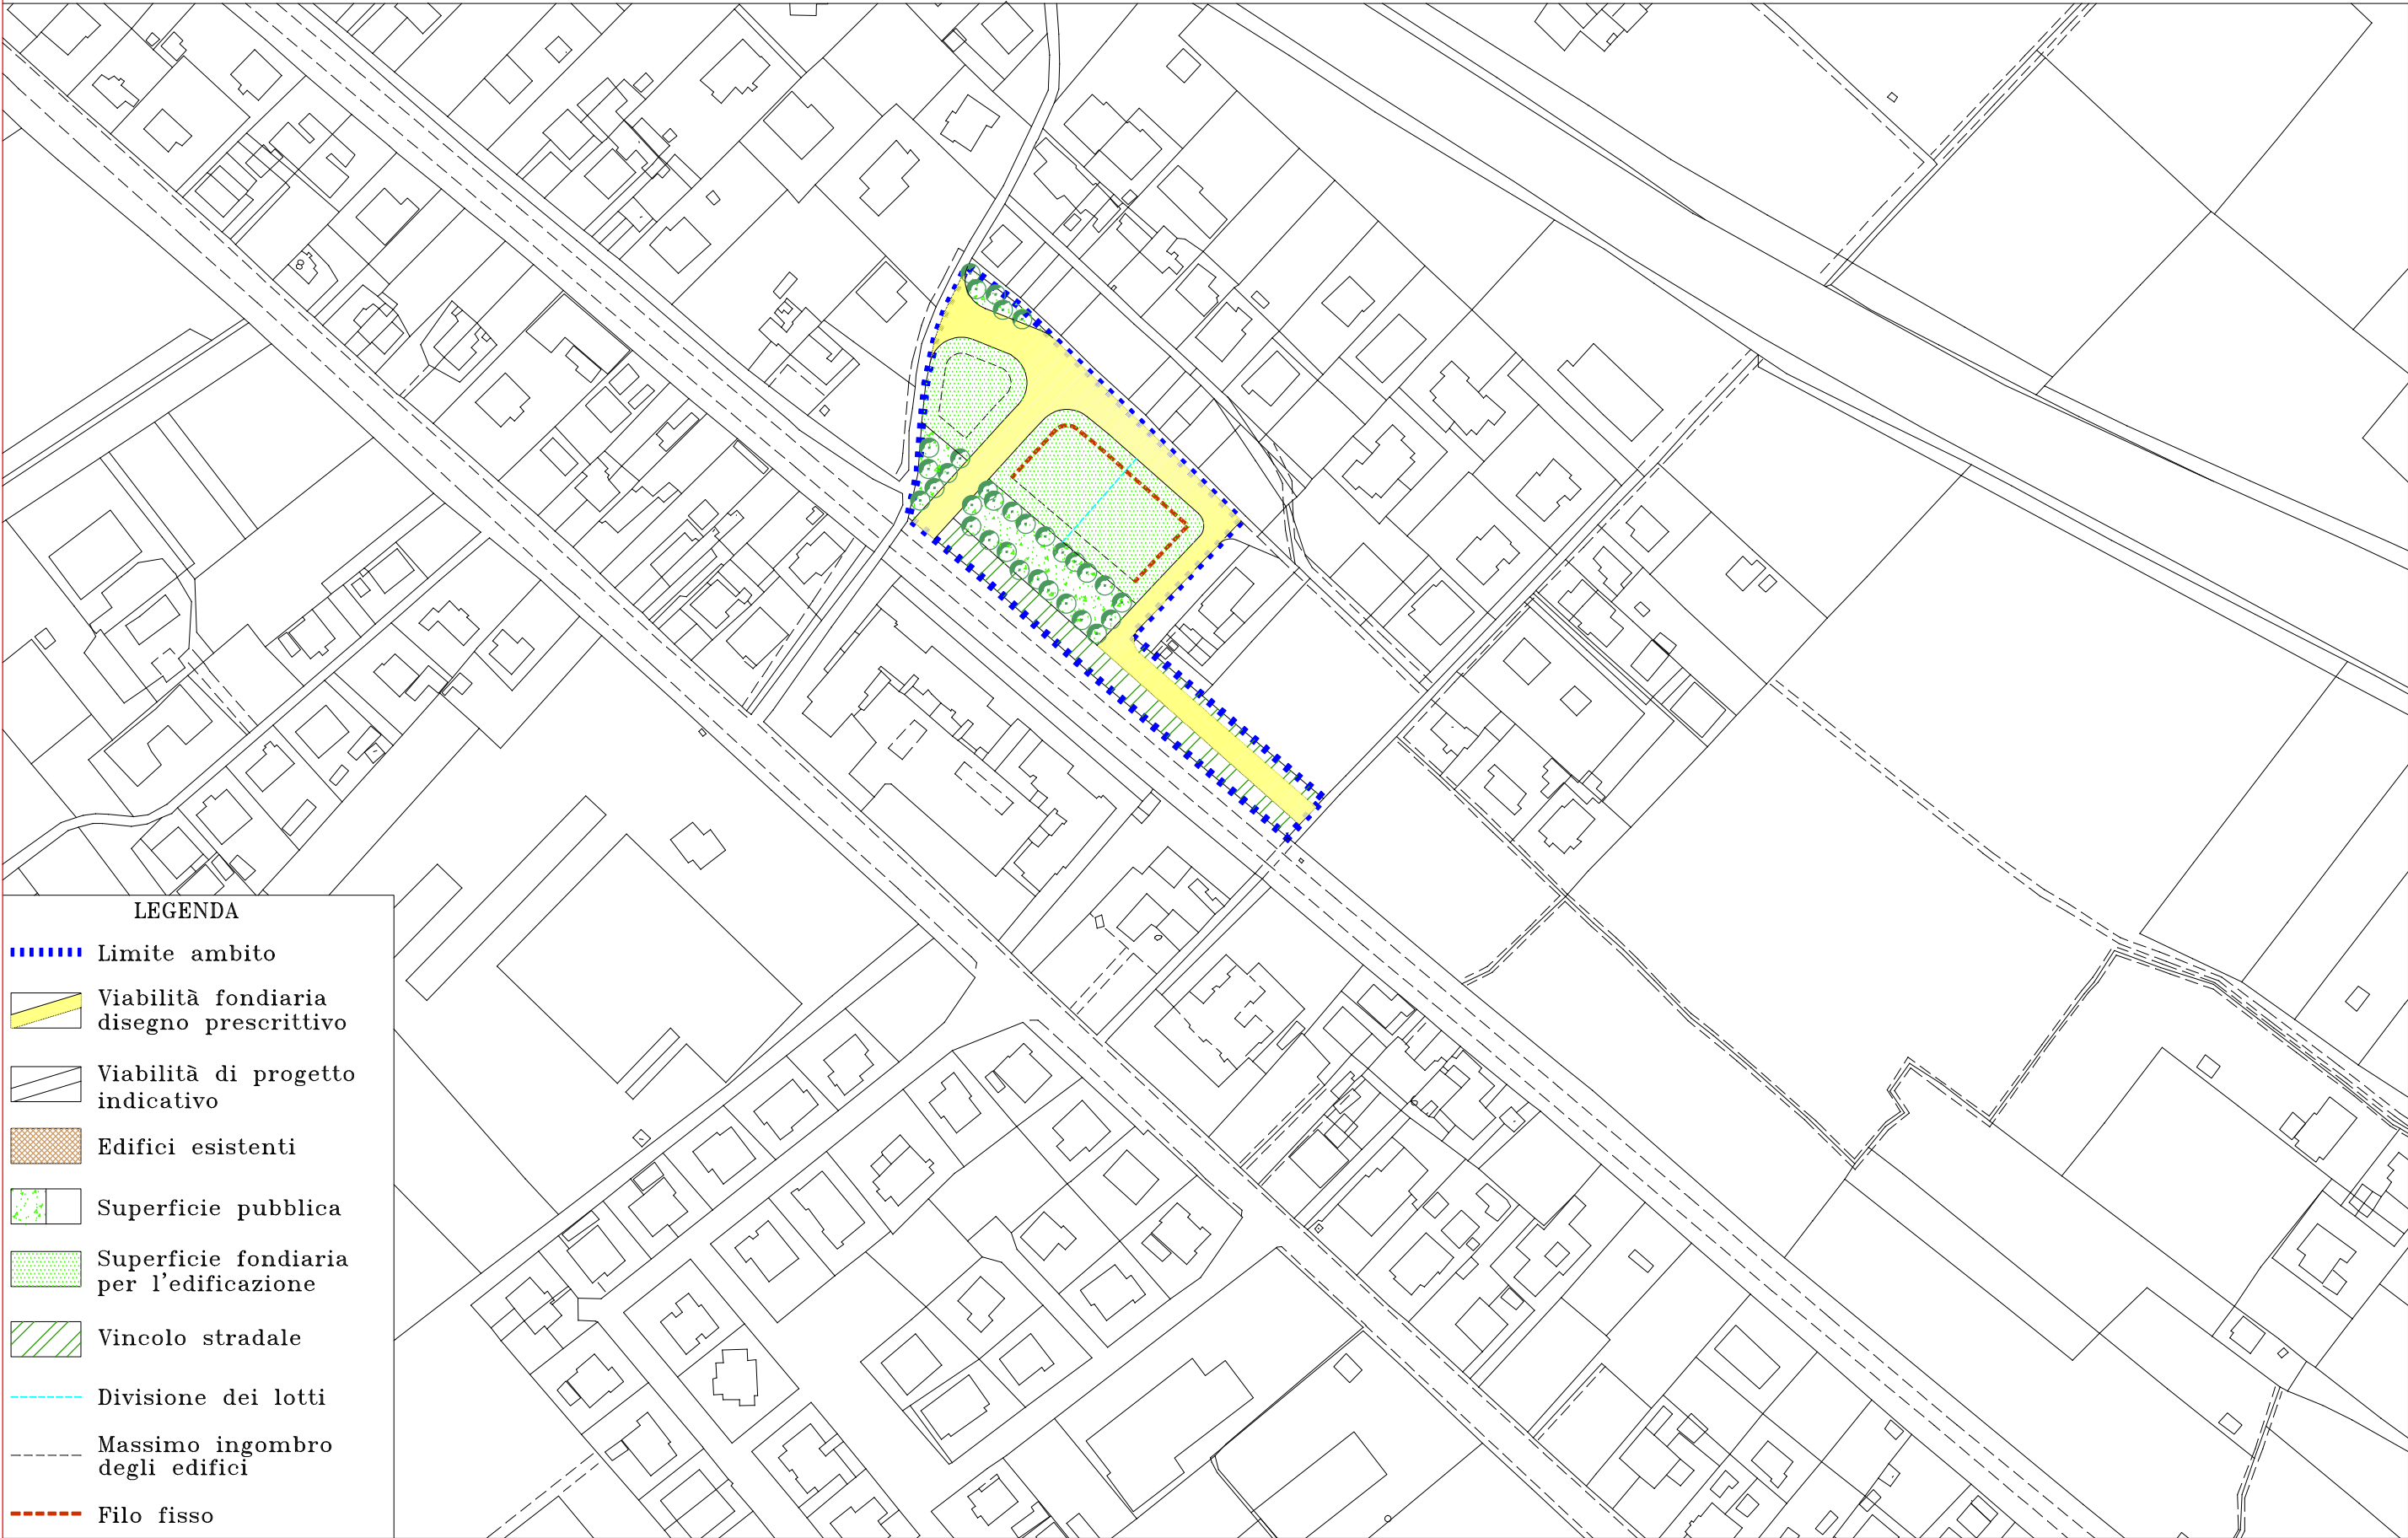 LEGENDA
Limite ambito
Viabilità fondiaria
disegno prescrittivo
Viabilità di progetto
indicativo
Edifici esistenti
Superficie pubblica
Superficie fondiaria
per l'edificazione
Vincolo stradale
Divisione dei lotti
Massimo ingombro
degli edifici
Filo fisso